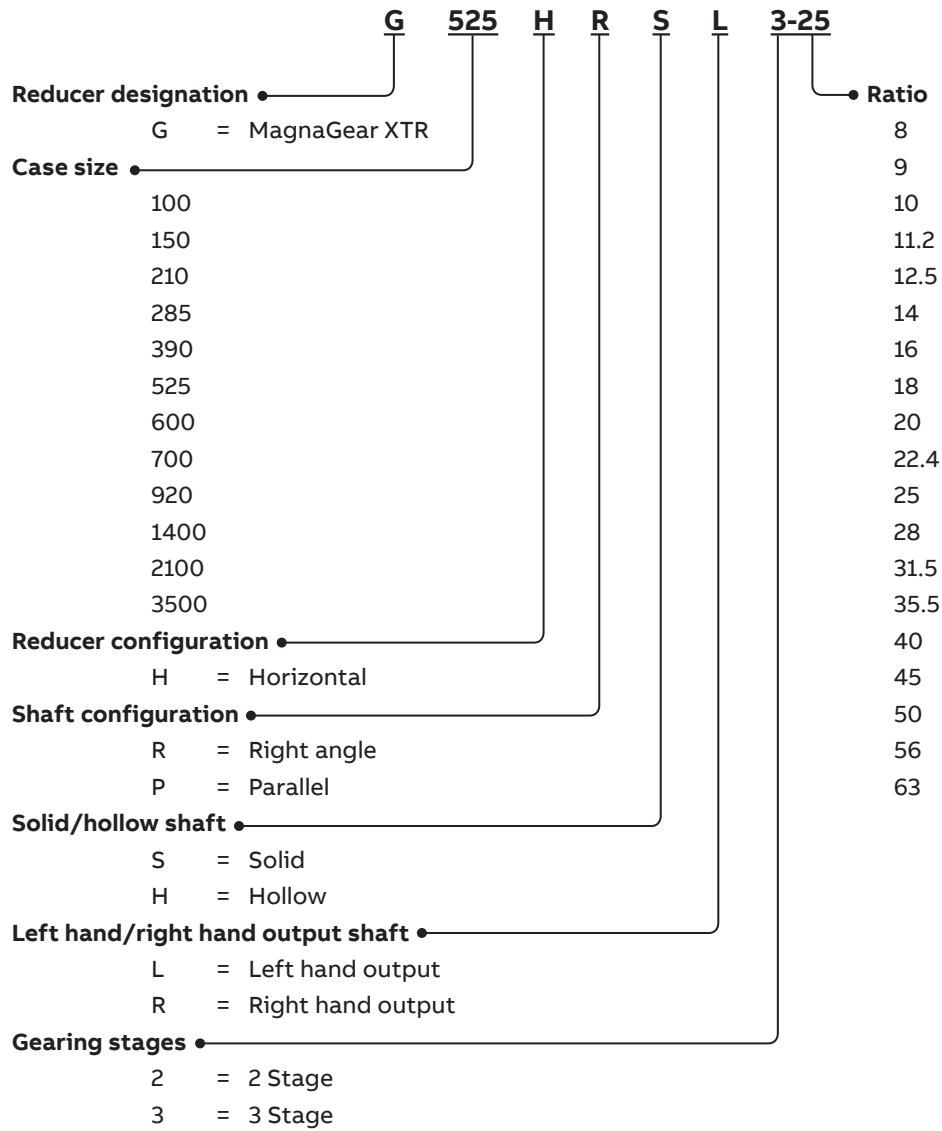 G 525 H R S L 3-25
Reducer designation
G = MagnaGear XTR
Case size
100
150
210
285
390
525
600
700
920
1400
2100
3500
Reducer configuration
H = Horizontal
Shaft configuration
R = Right angle
P = Parallel
Solid/hollow shaft
S = Solid
H = Hollow
Left hand/right hand output shaft
L = Left hand output
R = Right hand output
Gearing stages
2 = 2 Stage
3 = 3 Stage
Ratio
8
9
10
11.2
12.5
14
16
18
20
22.4
25
28
31.5
35.5
40
45
50
56
63